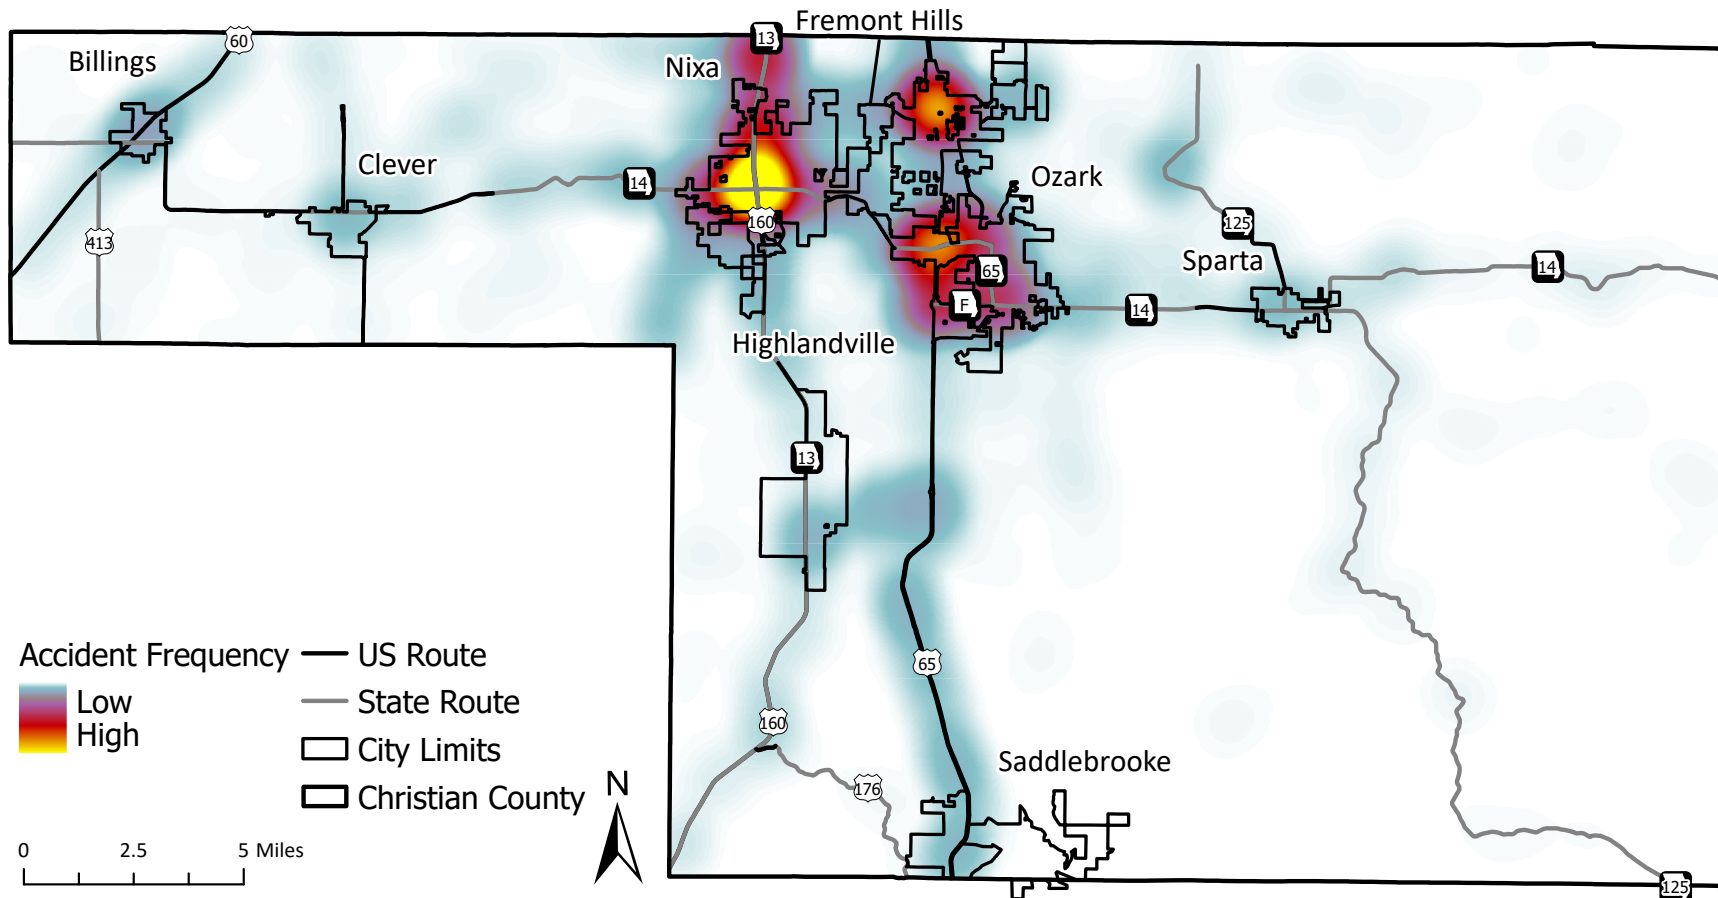 Fremont Hills
13
60
Billings
Nixa
Clever
14
Ozark
160
125
413
Sparta
65
14
F
14
Highlandville
13
Accident Frequency
Low
High
US Route
State Route
City Limits
Christian County
65
160
176
Saddlebrooke
N
0 2.5 5 Miles
125